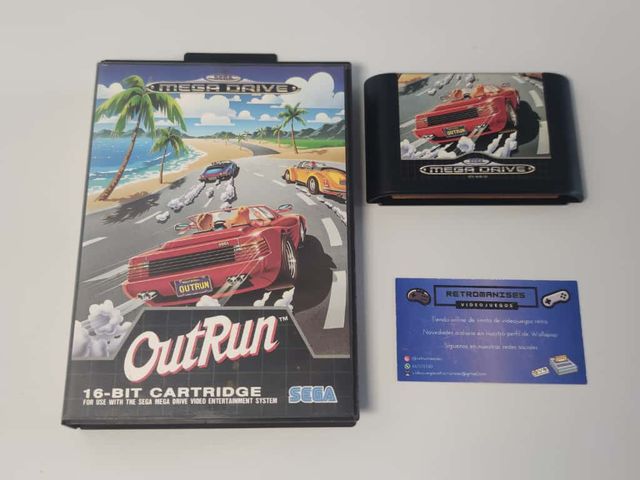 SEGA
MEGA DRIVE
OUTRUN
OutRun™
16-BIT CARTRIDGE
FOR USE WITH THE SEGA MEGA DRIVE VIDEO ENTERTAINMENT SYSTEM
SEGA
OUTRUN
SEGA
MEGA DRIVE
RETROMANISES
VIDEOJUEGOS
Tienda online de venta de videojuegos retro
Novedades a diario en nuestro perfil de Wallapop
Síguenos en nuestras redes sociales